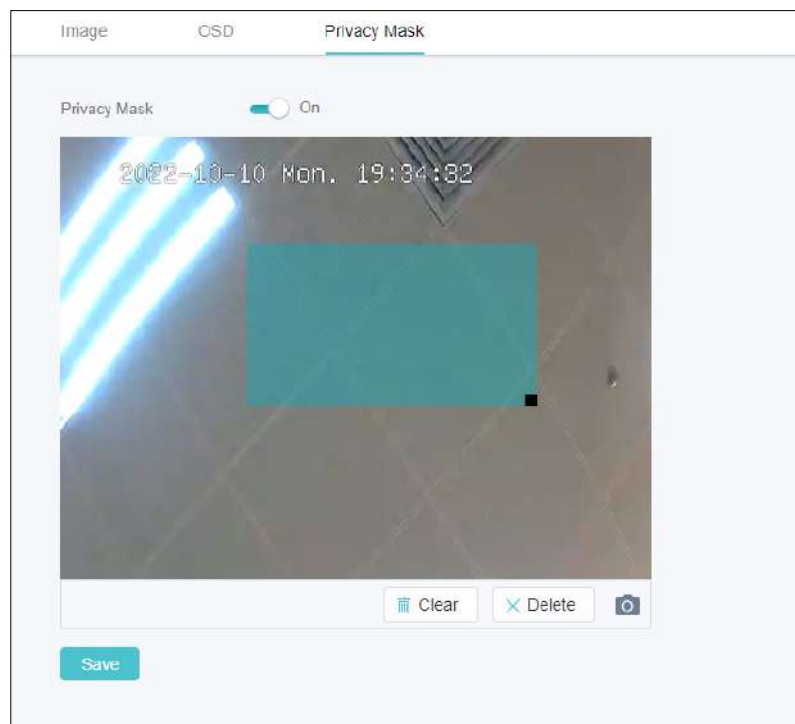 Image OSD Privacy Mask
Privacy Mask On
2022-10-10 Mon. 19:34:32
Clear Delete
Save